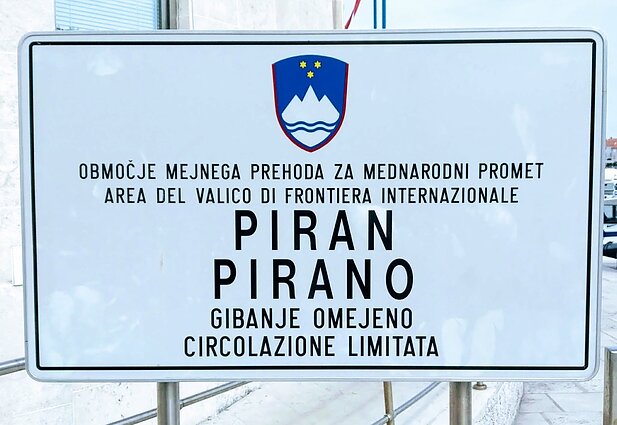 OBMOČJE MEJNEGA PREHODA ZA MEDNARODNI PROMET
AREA DEL VALICO DI FRONTIERA INTERNAZIONALE
PIRAN
PIRANO
GIBANJE OMEJENO
CIRCOLAZIONE LIMITATA